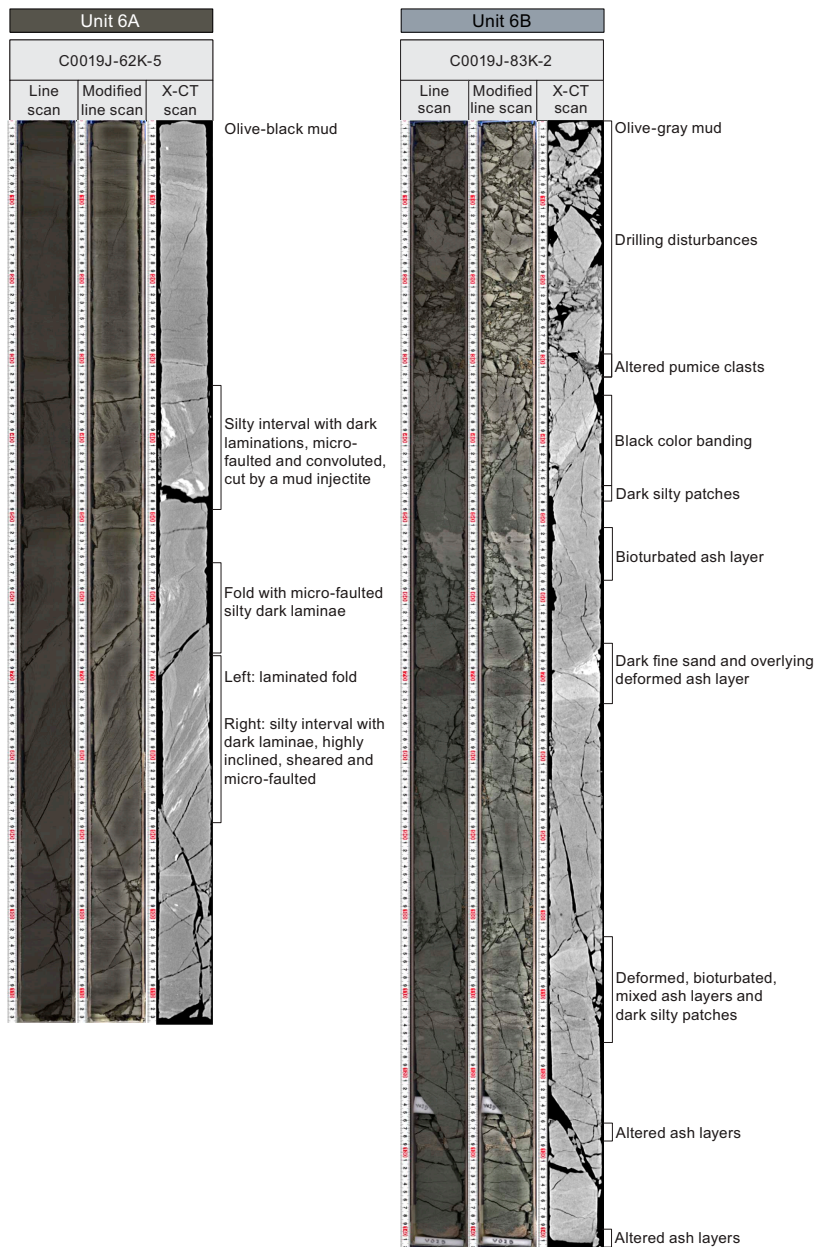 Unit 6A
C0019J-62K-5
Line
scan
Modified
line scan
X-CT
scan
Olive-black mud
Silty interval with dark
laminations, micro-
faulted and convoluted,
cut by a mud injectite
Fold with micro-faulted
silty dark laminae
Left: laminated fold
Right: silty interval with
dark laminae, highly
inclined, sheared and
micro-faulted
Unit 6B
C0019J-83K-2
Line
scan
Modified
line scan
X-CT
scan
Olive-gray mud
Drilling disturbances
Altered pumice clasts
Black color banding
Dark silty patches
Bioturbated ash layer
Dark fine sand and overlying
deformed ash layer
Deformed, bioturbated,
mixed ash layers and
dark silty patches
Altered ash layers
Altered ash layers
VOID